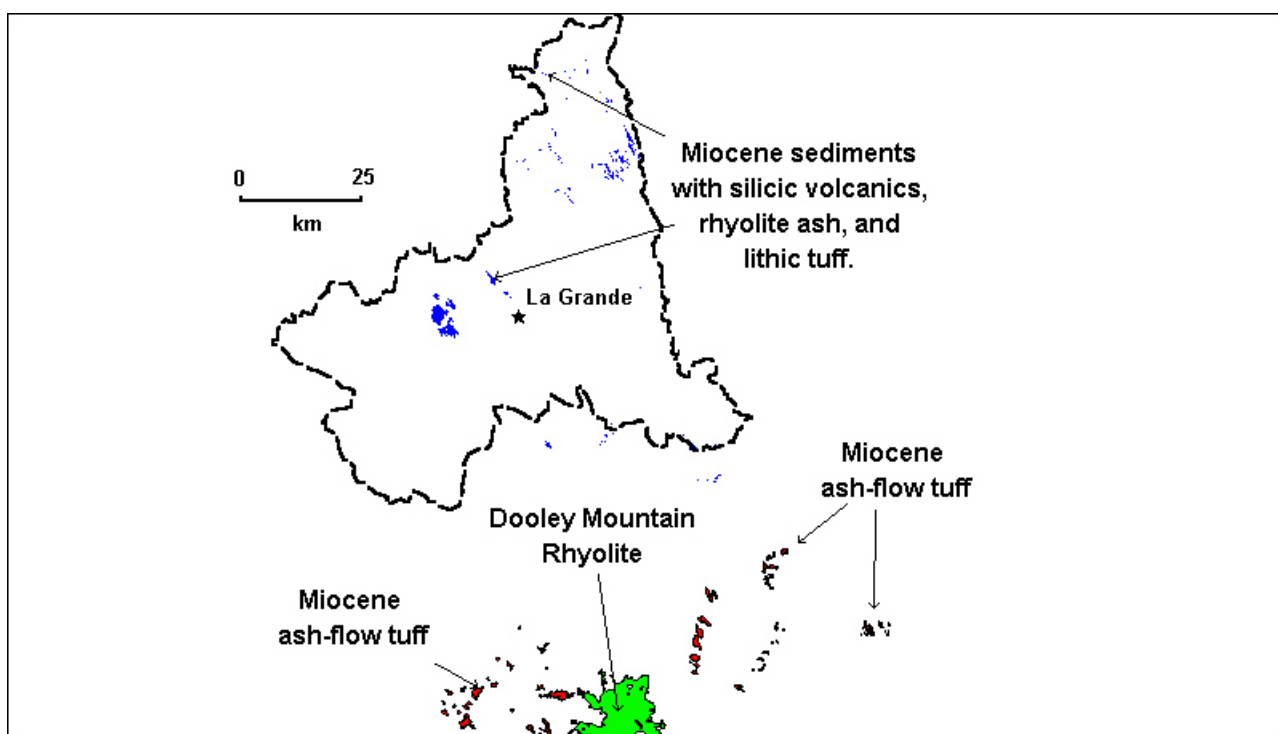 0 25
km
Miocene sediments
with silicic volcanics,
rhyolite ash, and
lithic tuff.
La Grande
Miocene
ash-flow tuff
Dooley Mountain
Rhyolite
Miocene
ash-flow tuff